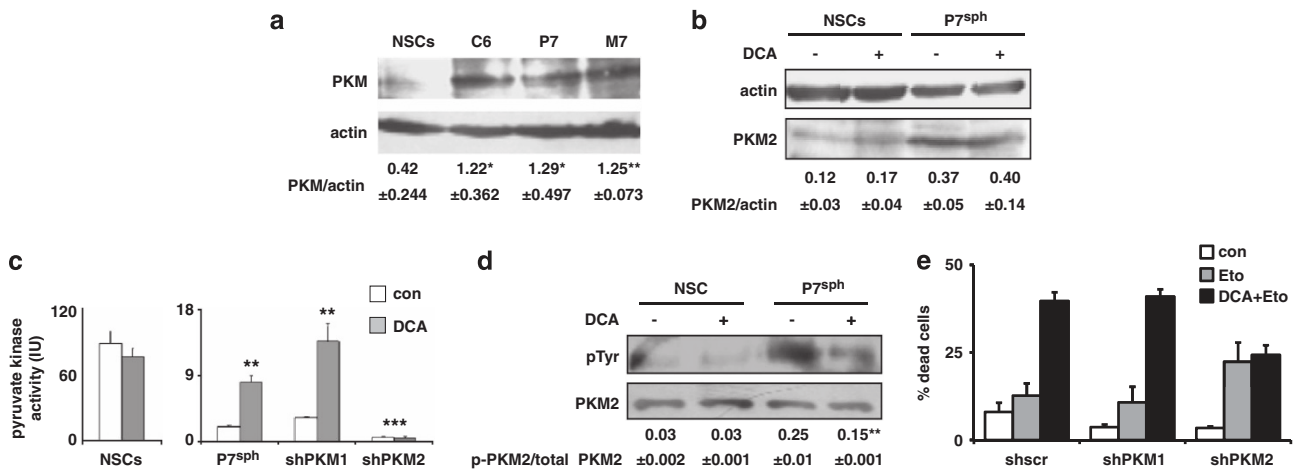 a
NSCs C6 P7 M7
PKM
actin
0.42 1.22* 1.29* 1.25**
PKM/actin
±0.244 ±0.362 ±0.497 ±0.073
b
NSCs P7sph
DCA - + - +
actin
PKM2
0.12 0.17 0.37 0.40
PKM2/actin ±0.03 ±0.04 ±0.05 ±0.14
c
pyruvate kinase
activity (IU)
120
60
0
NSCs
18
9
0
** ** ***
con
DCA
P7sph shPKM1 shPKM2
d
NSC P7sph
DCA - + - +
pTyr
PKM2
0.03 0.03 0.25 0.15**
p-PKM2/total PKM2 ±0.002 ±0.001 ±0.01 ±0.001
e
% dead cells
50
25
0
con
Eto
DCA+Eto
shscr shPKM1 shPKM2